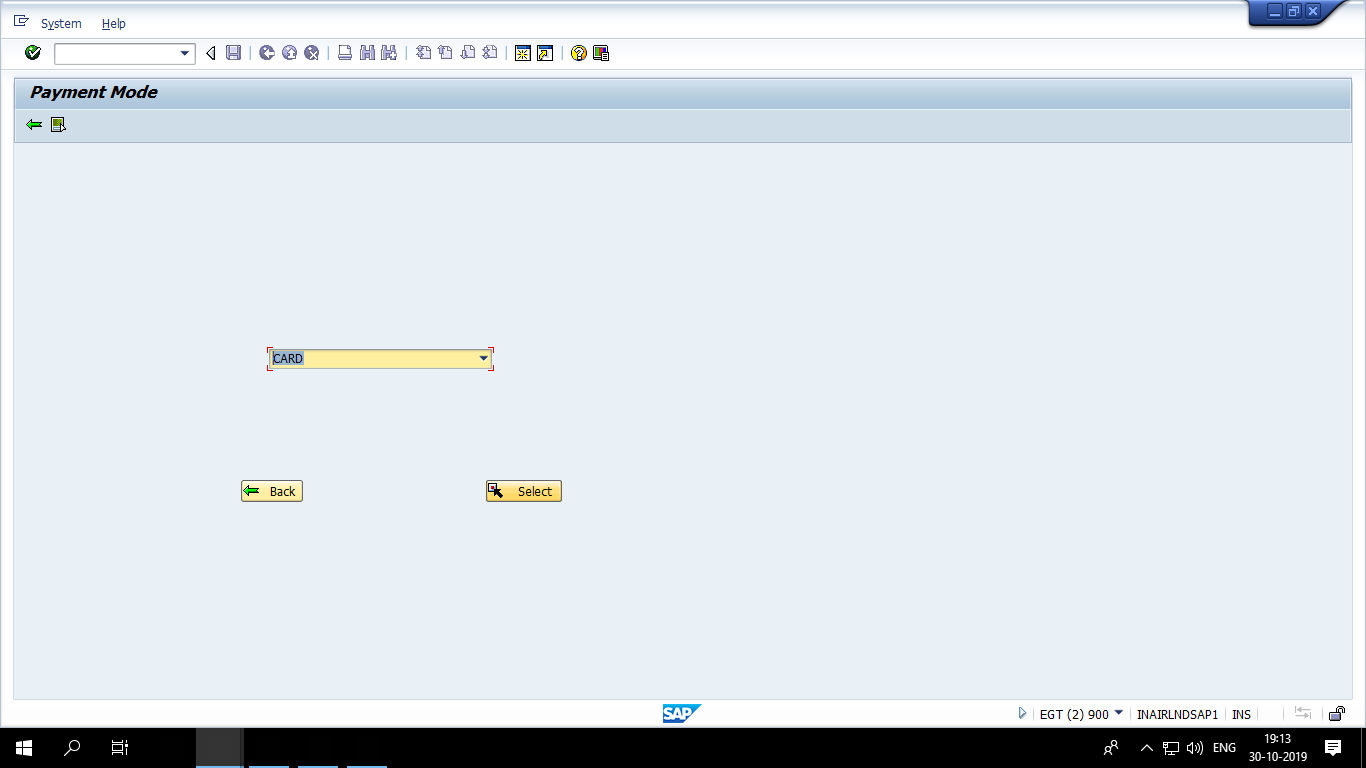 System Help
Payment Mode
CARD
Back Select
SAP EGT (2) 900 INAIRLNDSAP1 INS
ENG 19:13
30-10-2019